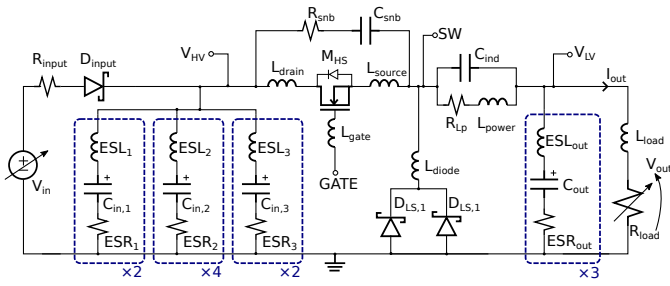 R_snb
C_snb
SW
R_input
D_input
V_HV
L_drain
M_HS
L_source
C_ind
V_LV
I_out
R_Lp
L_power
L_gate
GATE
L_diode
ESL_1
ESL_2
ESL_3
ESL_out
L_load
V_in
+
C_in,1
+
C_in,2
+
C_in,3
+
C_out
V_out
D_LS,1
D_LS,1
ESR_1
ESR_2
ESR_3
ESR_out
R_load
×2
×4
×2
×3